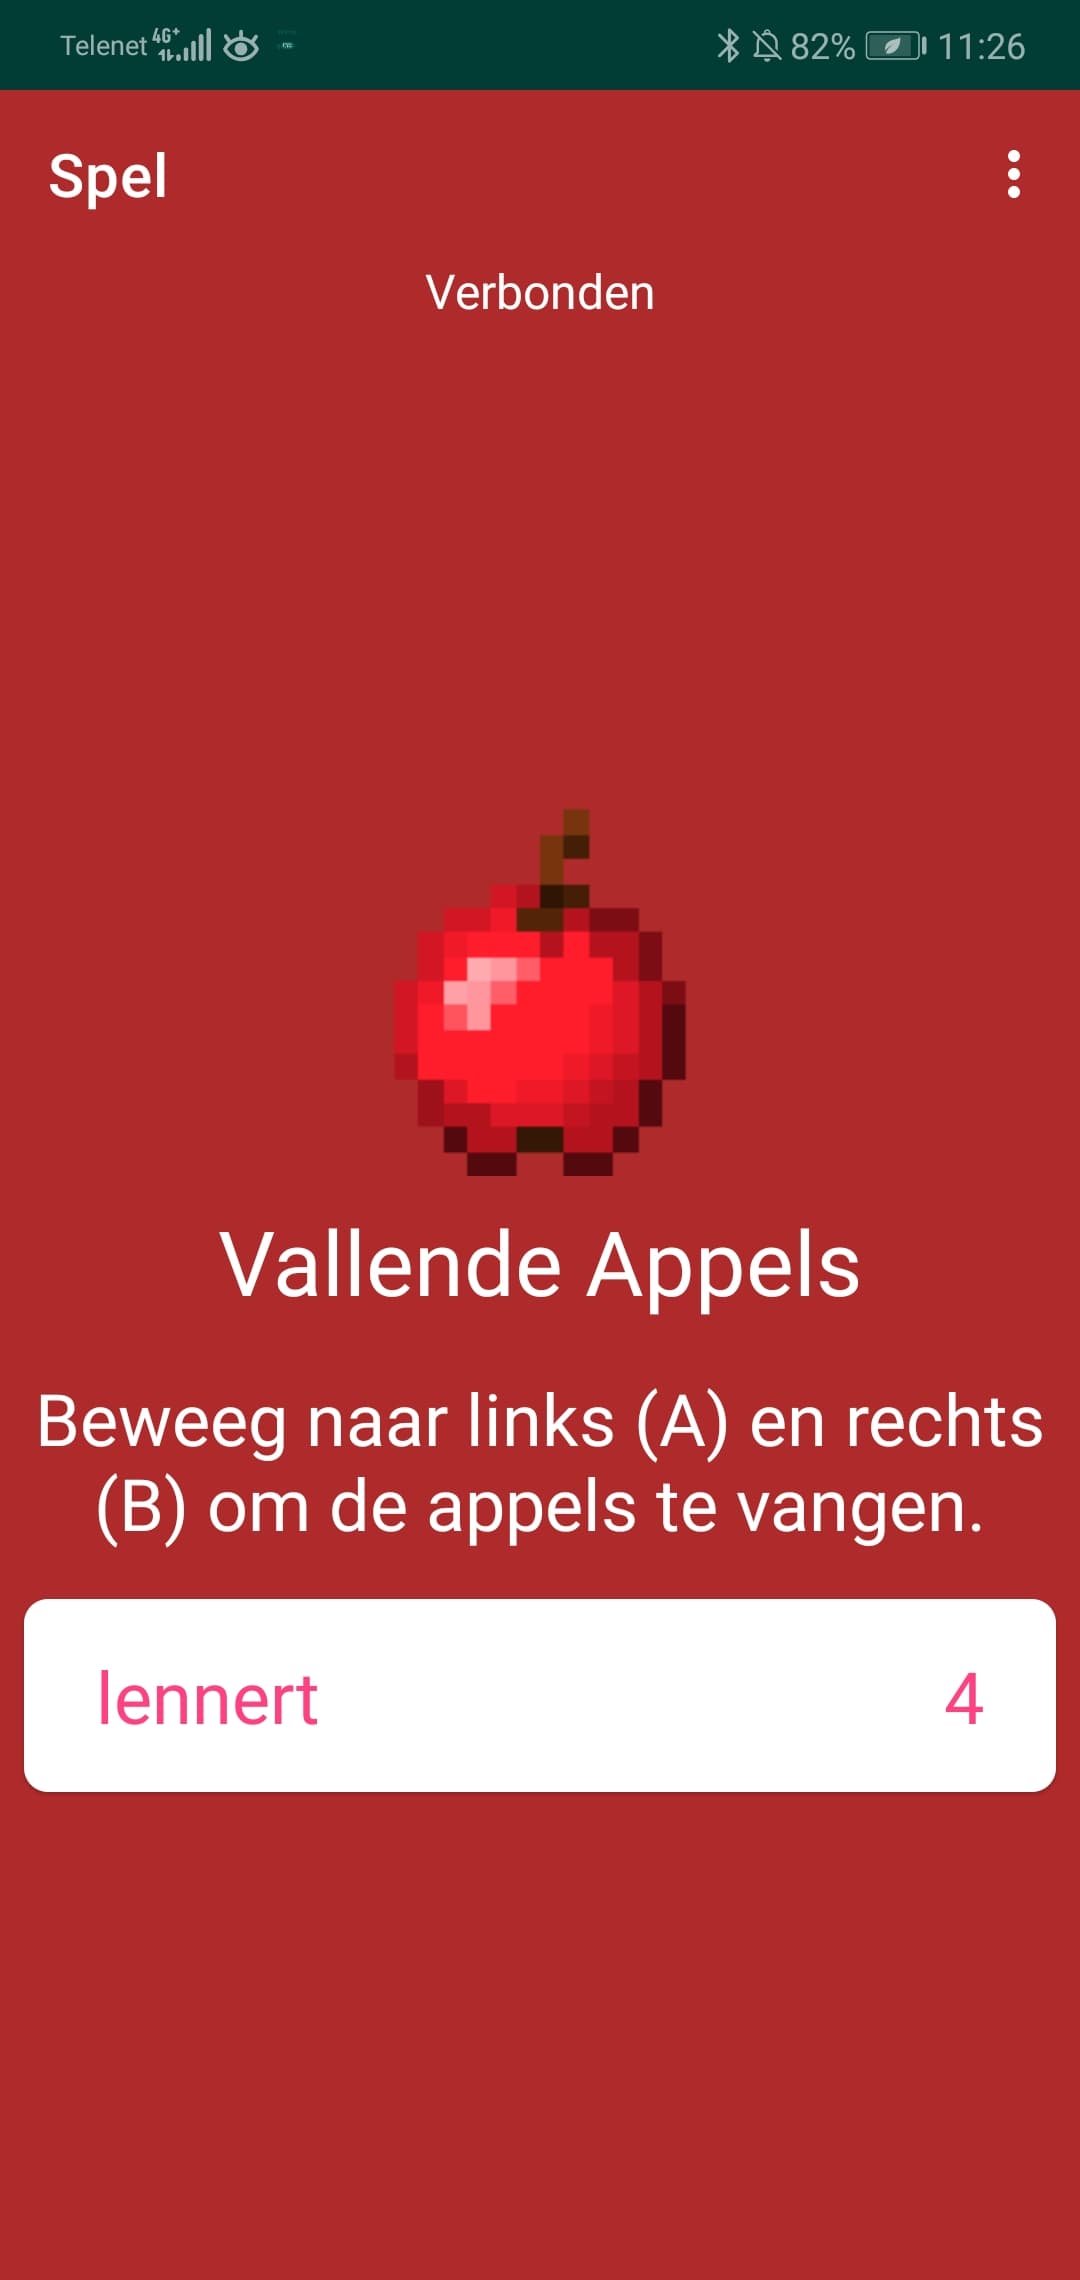 Telenet 4G+ 82% 11:26
Spel
Verbonden
Vallende Appels
Beweeg naar links (A) en rechts
(B) om de appels te vangen.
lennert 4